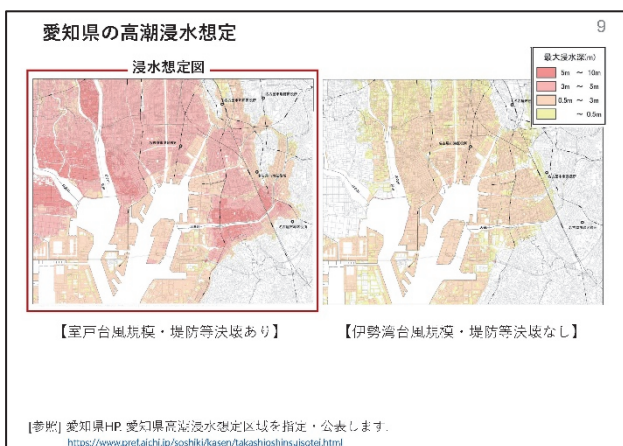 愛知県の高潮浸水想定
9
浸水想定図
最大浸水深(m)
5m ～ 10m
3m ～ 5m
0.5m ～ 3m
～ 0.5m
【室戸台風規模・堤防等決壊あり】
【伊勢湾台風規模・堤防等決壊なし】
[参照] 愛知県HP. 愛知県高潮浸水想定区域を指定・公表します.
https://www.pref.aichi.jp/soshiki/kasen/takashioshinsuisotei.html